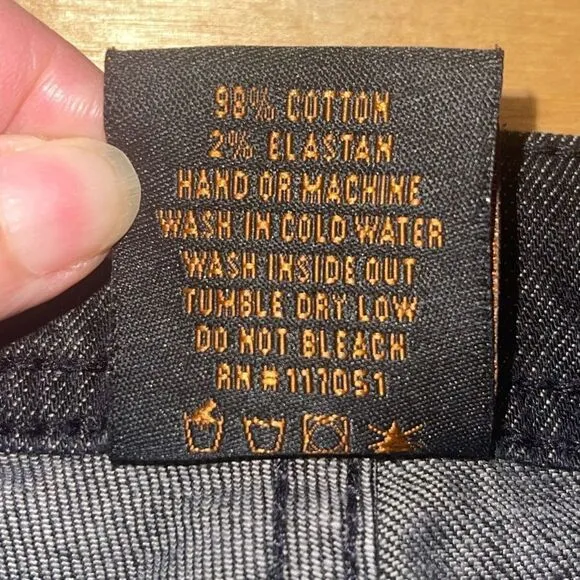 98% COTTON
2% ELASTAN
HAND OR MACHINE
WASH IN COLD WATER
WASH INSIDE OUT
TUMBLE DRY LOW
DO NOT BLEACH
RN # 117051